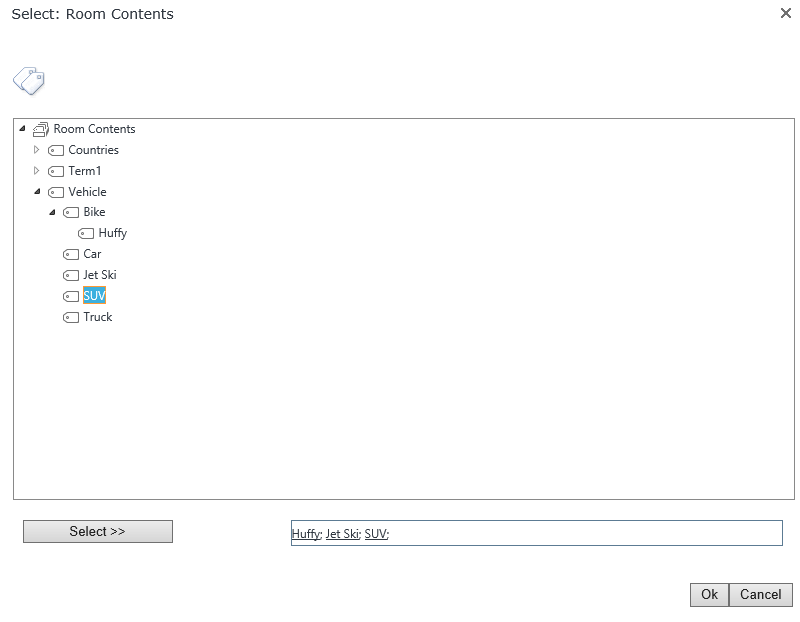 Select: Room Contents
Room Contents
Countries
Term1
Vehicle
Bike
Huffy
Car
Jet Ski
SUV
Truck
Select >>
Huffy; Jet Ski; SUV;
Ok
Cancel